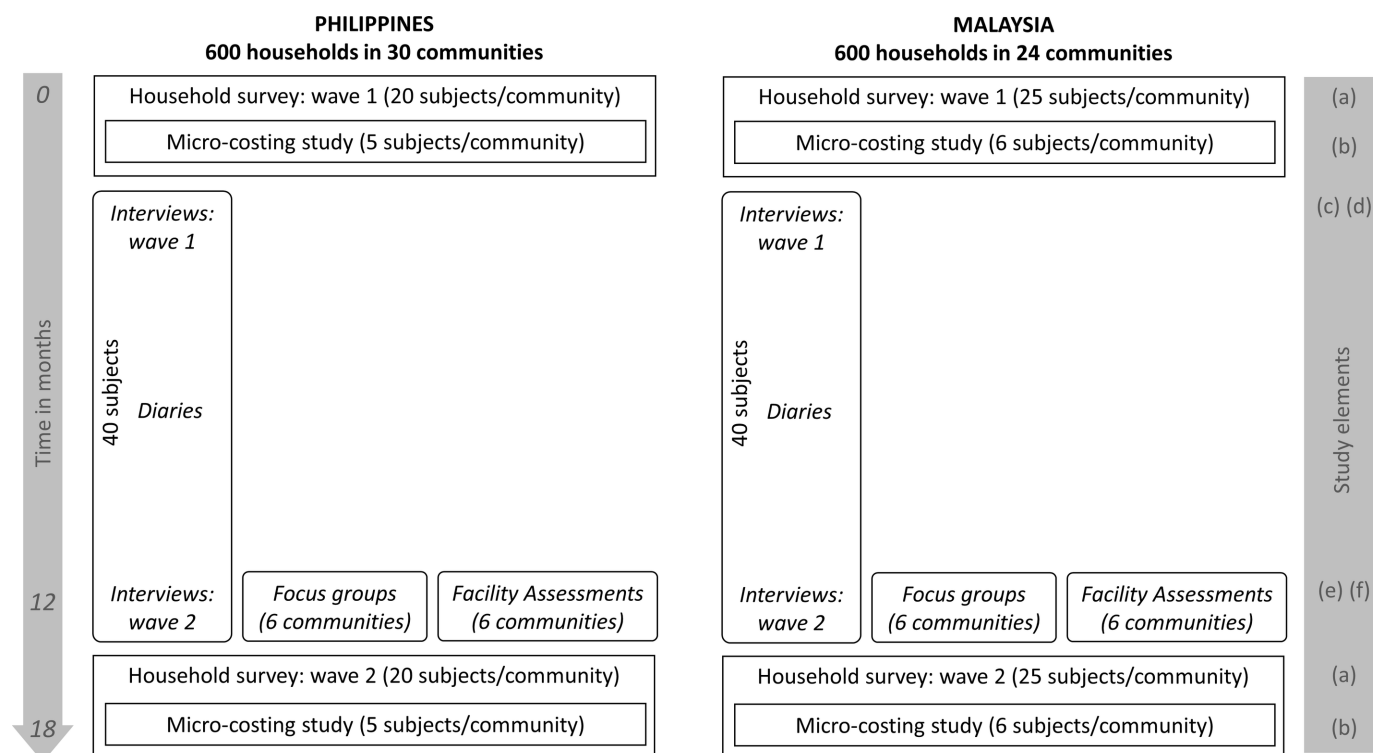 PHILIPPINES
600 households in 30 communities
MALAYSIA
600 households in 24 communities
0
Household survey: wave 1 (20 subjects/community)
Household survey: wave 1 (25 subjects/community)
(a)
Micro-costing study (5 subjects/community)
Micro-costing study (6 subjects/community)
(b)
Interviews:
wave 1
Interviews:
wave 1
(c) (d)
Time in months
40 subjects
Diaries
40 subjects
Diaries
Study elements
12
Interviews:
wave 2
Focus groups
(6 communities)
Facility Assessments
(6 communities)
Interviews:
wave 2
Focus groups
(6 communities)
Facility Assessments
(6 communities)
(e) (f)
Household survey: wave 2 (20 subjects/community)
Household survey: wave 2 (25 subjects/community)
(a)
18
Micro-costing study (5 subjects/community)
Micro-costing study (6 subjects/community)
(b)